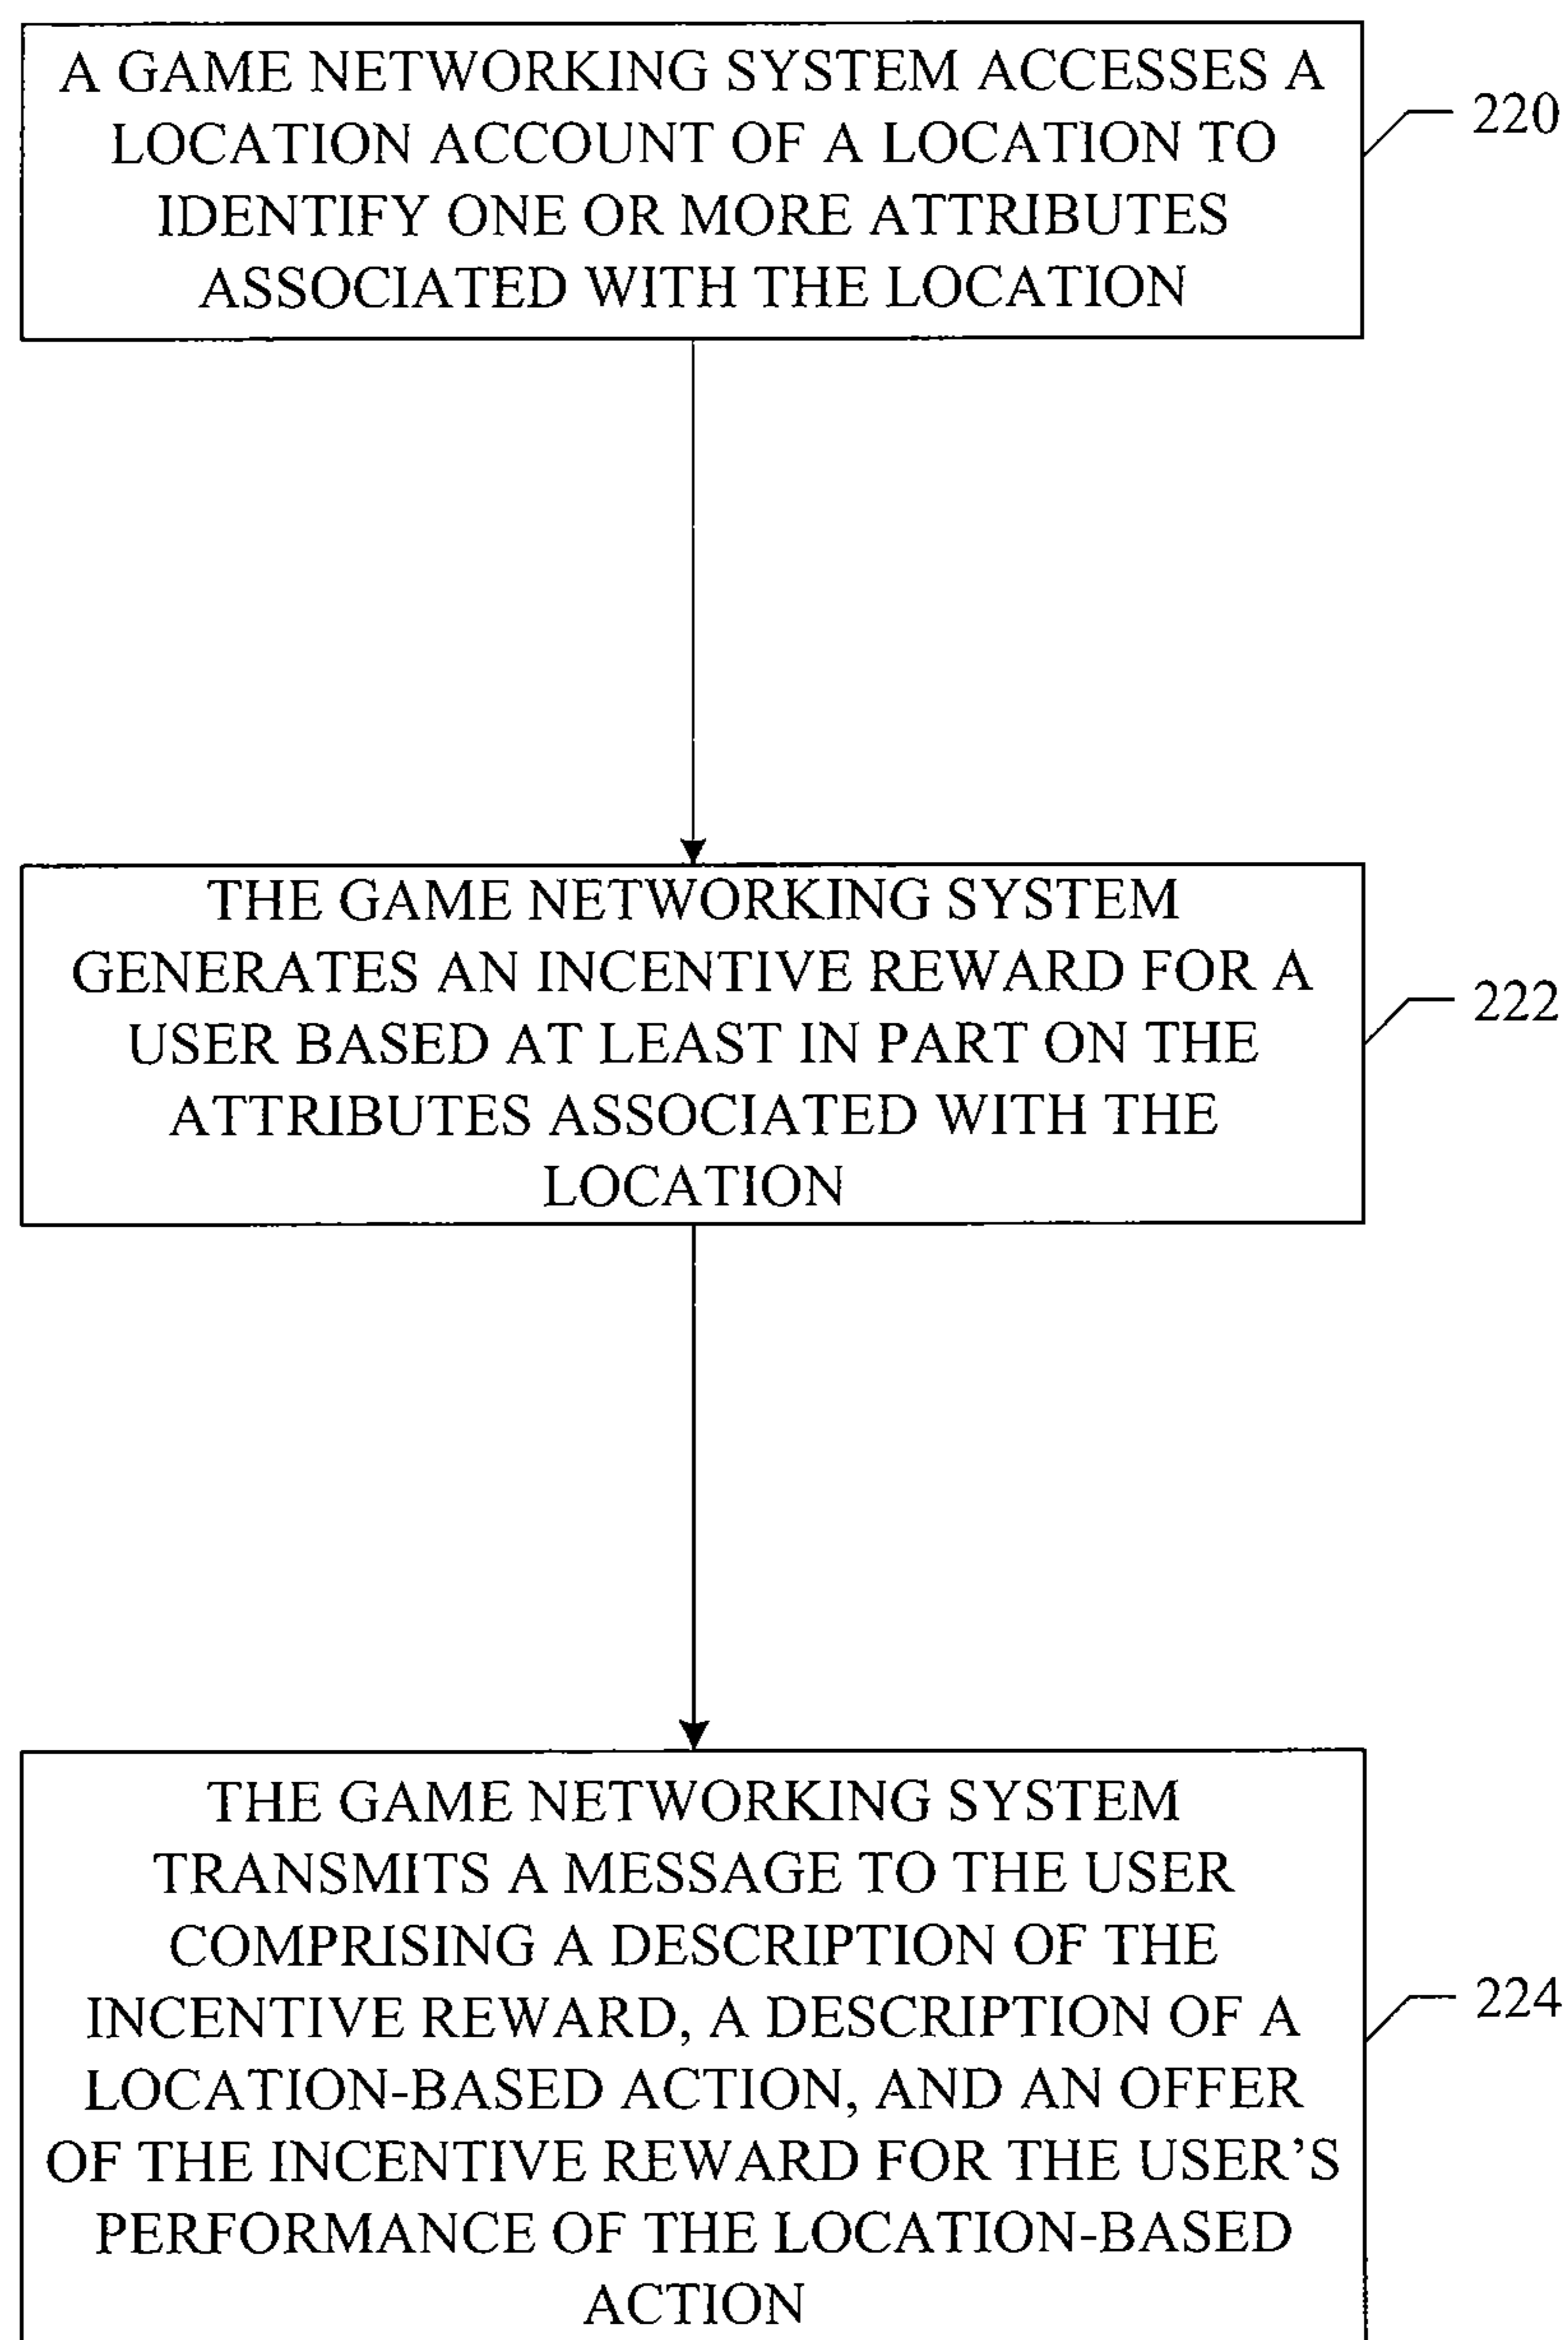 A GAME NETWORKING SYSTEM ACCESSES A
LOCATION ACCOUNT OF A LOCATION TO
IDENTIFY ONE OR MORE ATTRIBUTES
ASSOCIATED WITH THE LOCATION
220
THE GAME NETWORKING SYSTEM
GENERATES AN INCENTIVE REWARD FOR A
USER BASED AT LEAST IN PART ON THE
ATTRIBUTES ASSOCIATED WITH THE
LOCATION
222
THE GAME NETWORKING SYSTEM
TRANSMITS A MESSAGE TO THE USER
COMPRISING A DESCRIPTION OF THE
INCENTIVE REWARD, A DESCRIPTION OF A
LOCATION-BASED ACTION, AND AN OFFER
OF THE INCENTIVE REWARD FOR THE USER’S
PERFORMANCE OF THE LOCATION-BASED
ACTION
224